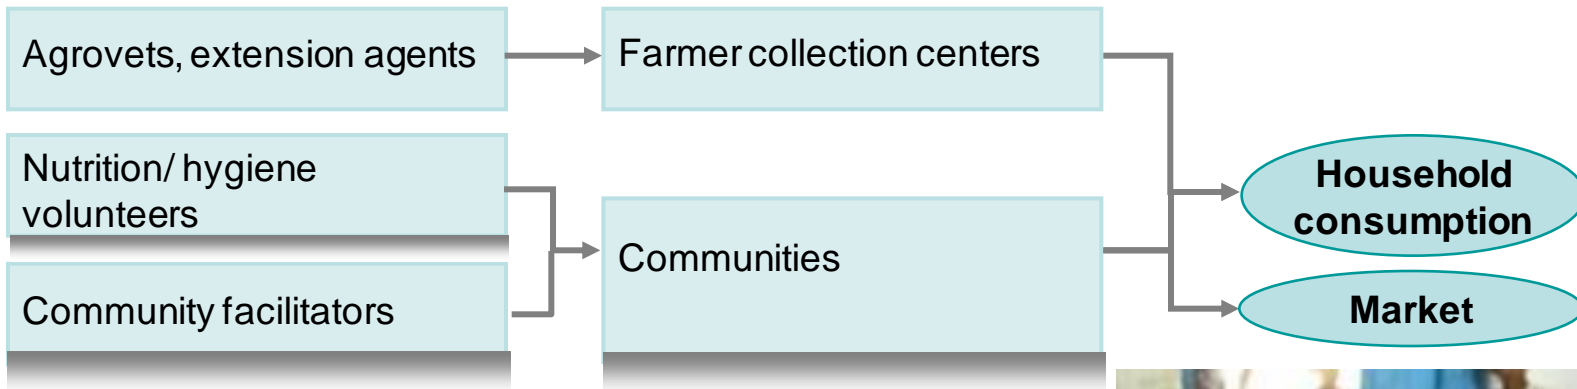 Agrovets, extension agents
Farmer collection centers
Nutrition/ hygiene
volunteers
Household
consumption
Communities
Community facilitators
Market